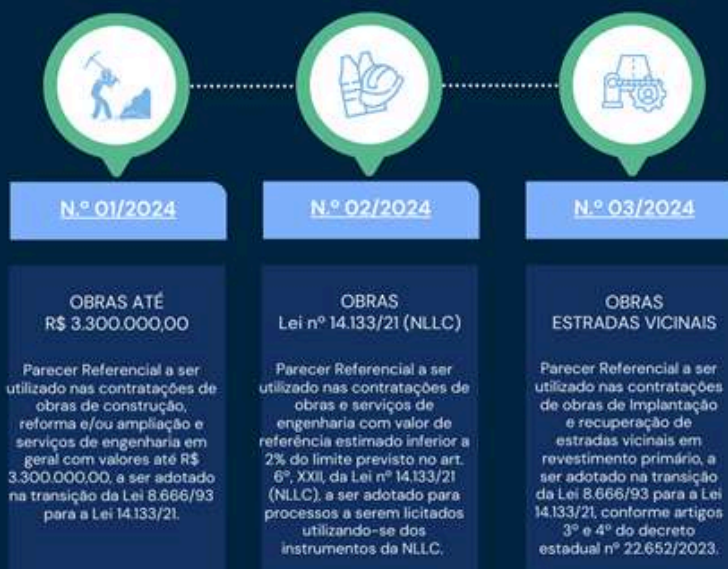 N.º 01/2024
OBRAS ATÉ
R$ 3.300.000,00
Parecer Referencial a ser
utilizado nas contratações de
obras de construção,
reforma e/ou ampliação e
serviços de engenharia em
geral com valores até R$
3.300.000,00, a ser adotado
na transição da Lei 8.666/93
para a Lei 14.133/21.
N.º 02/2024
OBRAS
Lei nº 14.133/21 (NLLC)
Parecer Referencial a ser
utilizado nas contratações de
obras e serviços de
engenharia com valor de
referência estimado inferior a
2% do limite previsto no art.
6º, XXII, da Lei nº 14.133/21
(NLLC), a ser adotado para
processos a serem licitados
utilizando-se dos
instrumentos da NLLC.
N.º 03/2024
OBRAS
ESTRADAS VICINAIS
Parecer Referencial a ser
utilizado nas contratações
de obras de Implantação
e recuperação de
estradas vicinais em
revestimento primário, a
ser adotado na transição
da Lei 8.666/93 para a Lei
14.133/21, conforme artigos
3º e 4º do decreto
estadual nº 22.652/2023.